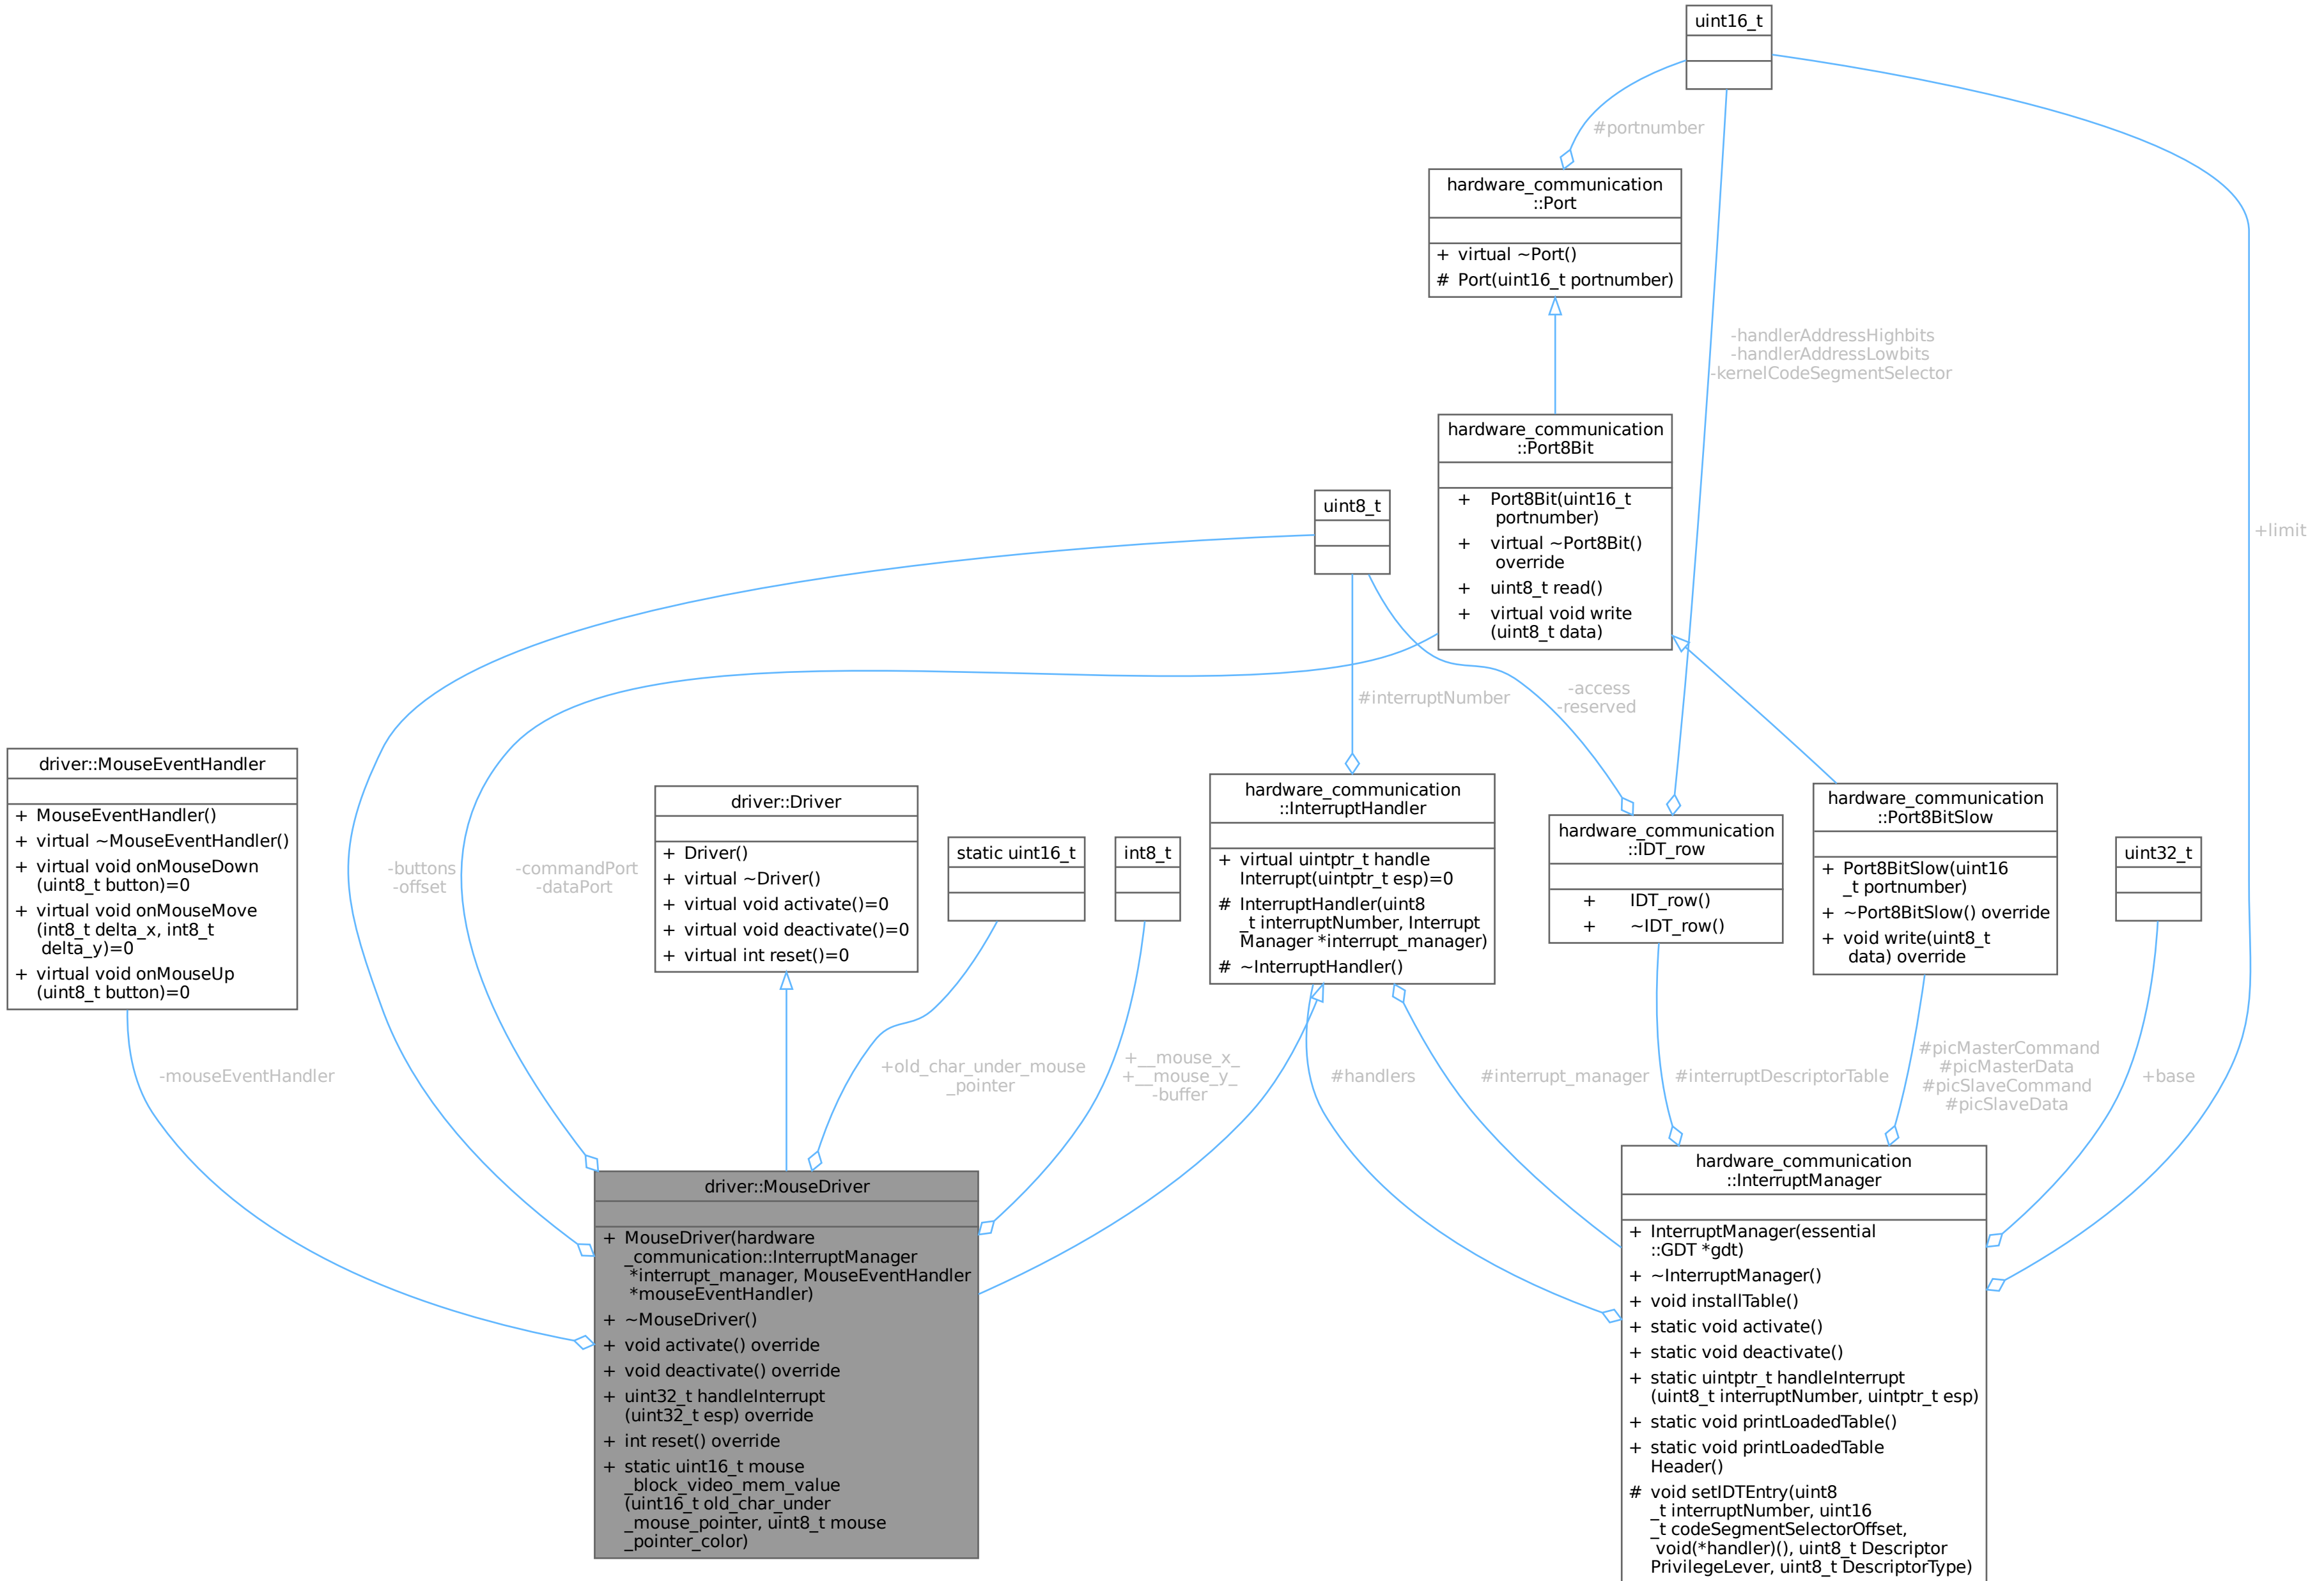 uint16_t
#portnumber
hardware_communication
::Port
+ virtual ~Port()
# Port(uint16_t portnumber)
-handlerAddressHighbits
-handlerAddressLowbits
-kernelCodeSegmentSelector
+limit
hardware_communication
::Port8Bit
+ Port8Bit(uint16_t
portnumber)
+ virtual ~Port8Bit()
override
+ uint8_t read()
+ virtual void write
(uint8_t data)
uint8_t
#interruptNumber
-access
-reserved
driver::MouseEventHandler
+ MouseEventHandler()
+ virtual ~MouseEventHandler()
+ virtual void onMouseDown
(uint8_t button)=0
+ virtual void onMouseMove
(int8_t delta_x, int8_t
delta_y)=0
+ virtual void onMouseUp
(uint8_t button)=0
-buttons
-offset
-commandPort
-dataPort
driver::Driver
+ Driver()
+ virtual ~Driver()
+ virtual void activate()=0
+ virtual void deactivate()=0
+ virtual int reset()=0
static uint16_t
int8_t
hardware_communication
::InterruptHandler
+ virtual uintptr_t handle
Interrupt(uintptr_t esp)=0
# InterruptHandler(uint8
_t interruptNumber, Interrupt
Manager *interrupt_manager)
# ~InterruptHandler()
hardware_communication
::IDT_row
+ IDT_row()
+ ~IDT_row()
hardware_communication
::Port8BitSlow
+ Port8BitSlow(uint16
_t portnumber)
+ ~Port8BitSlow() override
+ void write(uint8_t
data) override
uint32_t
-mouseEventHandler
+old_char_under_mouse
_pointer
+__mouse_x_
+__mouse_y_
-buffer
#handlers
#interrupt_manager
#interruptDescriptorTable
#picMasterCommand
#picMasterData
#picSlaveCommand
#picSlaveData
+base
driver::MouseDriver
+ MouseDriver(hardware
_communication::InterruptManager
*interrupt_manager, MouseEventHandler
*mouseEventHandler)
+ ~MouseDriver()
+ void activate() override
+ void deactivate() override
+ uint32_t handleInterrupt
(uint32_t esp) override
+ int reset() override
+ static uint16_t mouse
_block_video_mem_value
(uint16_t old_char_under
_mouse_pointer, uint8_t mouse
_pointer_color)
hardware_communication
::InterruptManager
+ InterruptManager(essential
::GDT *gdt)
+ ~InterruptManager()
+ void installTable()
+ static void activate()
+ static void deactivate()
+ static uintptr_t handleInterrupt
(uint8_t interruptNumber, uintptr_t esp)
+ static void printLoadedTable()
+ static void printLoadedTable
Header()
# void setIDTEntry(uint8
_t interruptNumber, uint16
_t codeSegmentSelectorOffset,
void(*handler)(), uint8_t Descriptor
PrivilegeLever, uint8_t DescriptorType)